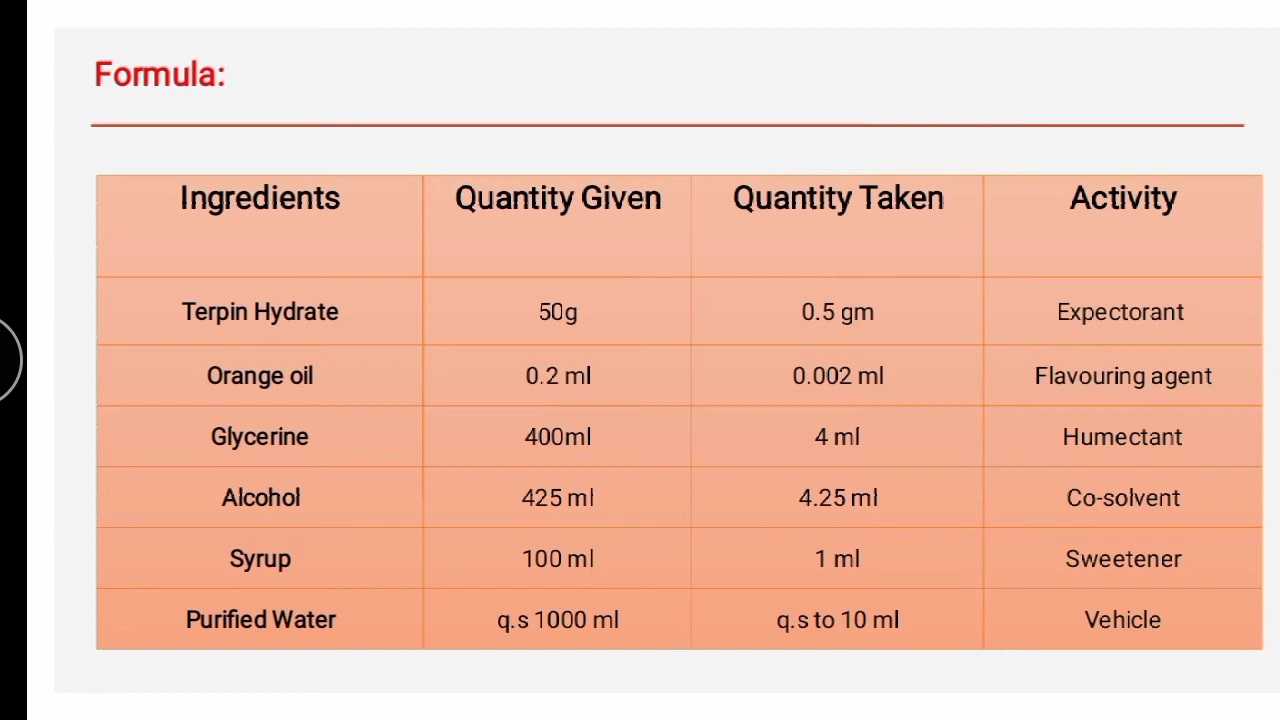 Formula:
Ingredients Quantity Given Quantity Taken Activity
Terpin Hydrate 50g 0.5 gm Expectorant
Orange oil 0.2 ml 0.002 ml Flavouring agent
Glycerine 400ml 4 ml Humectant
Alcohol 425 ml 4.25 ml Co-solvent
Syrup 100 ml 1 ml Sweetener
Purified Water q.s 1000 ml q.s to 10 ml Vehicle